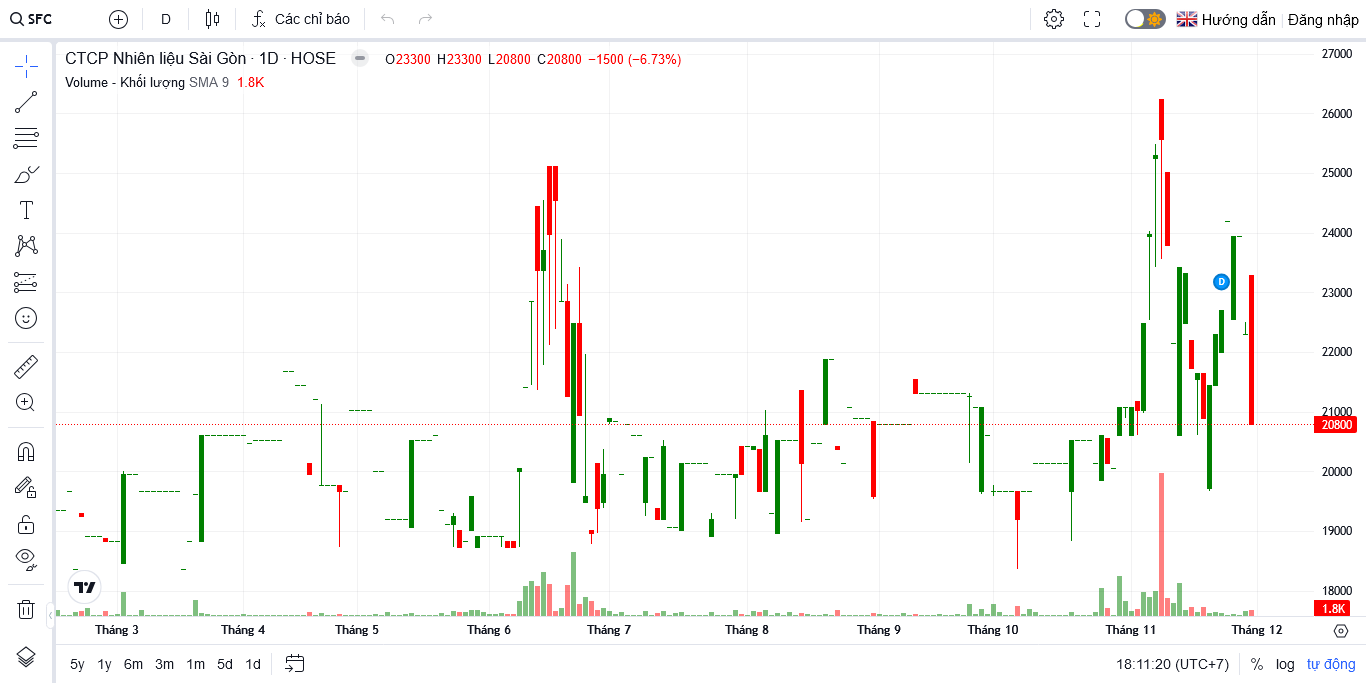 SFC D Các chỉ báo Hướng dẫn Đăng nhập
CTCP Nhiên liệu Sài Gòn · 1D · HOSE O23300 H23300 L20800 C20800 −1500 (−6.73%)
Volume - Khối lượng SMA 9 1.8K
27000
26000
25000
24000
23000
D
22000
21000
20800
20000
19000
18000
1.8K
Tháng 3 Tháng 4 Tháng 5 Tháng 6 Tháng 7 Tháng 8 Tháng 9 Tháng 10 Tháng 11 Tháng 12
5y 1y 6m 3m 1m 5d 1d 18:11:20 (UTC+7) % log tự động